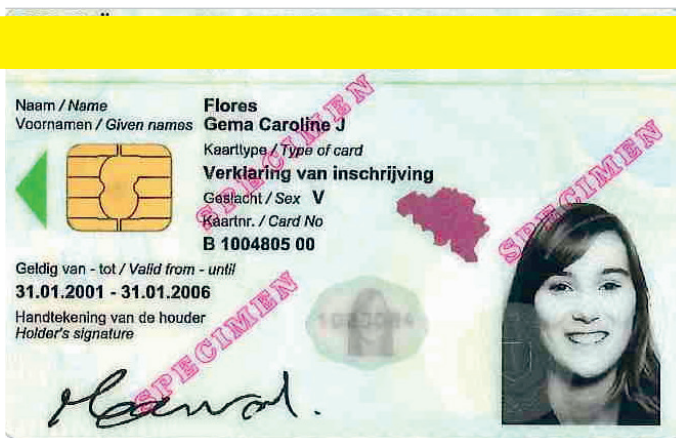 Naam / Name
Flores
Voornamen / Given names
Gema Caroline J
Kaarttype / Type of card
Verklaring van inschrijving
Geslacht / Sex V
Kaartnr. / Card No
B 1004805 00
Geldig van - tot / Valid from - until
31.01.2001 - 31.01.2006
Handtekening van de houder
Holder's signature
SPECIMEN
SPECIMEN
SPECIMEN